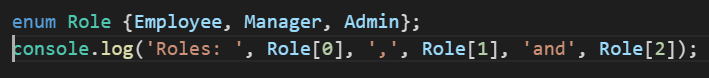 enum Role {Employee, Manager, Admin};
console.log('Roles: ', Role[0], ',', Role[1], 'and', Role[2]);